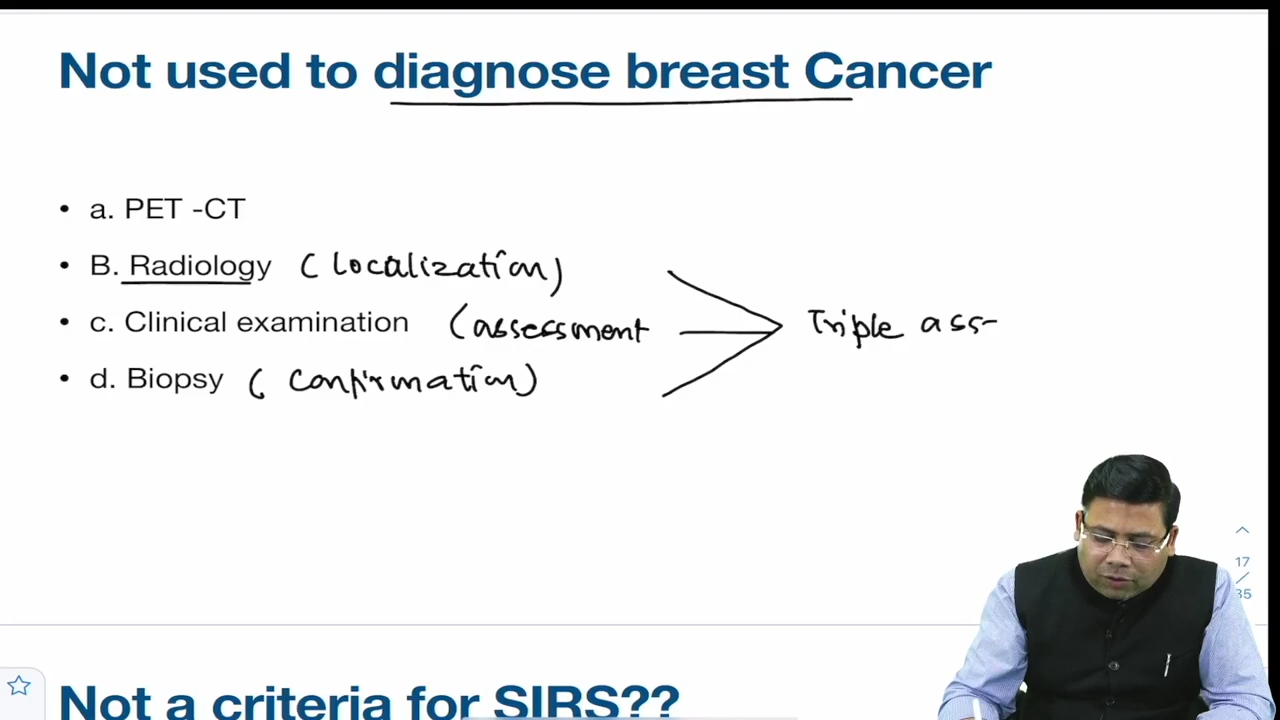 Not used to diagnose breast Cancer
• a. PET -CT
• B. Radiology (localization)
• c. Clinical examination (assessment
• d. Biopsy (confirmation)
Triple ass
17
/
35
Not a criteria for SIRS??